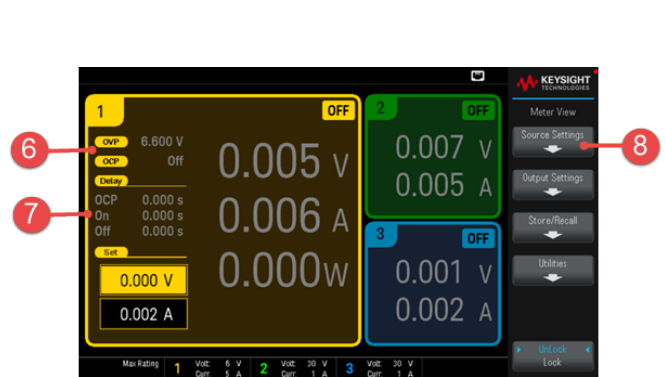 KEYSIGHT
TECHNOLOGIES
Meter View
1 OFF
OVP 6.600 V
OCP Off
Delay
OCP 0.000 s
On 0.000 s
Off 0.000 s
Set
0.000 V
0.002 A
0.005 V
0.006 A
0.000 W
2 OFF
0.007 V
0.005 A
3 OFF
0.001 V
0.002 A
Source Settings
Output Settings
Store/Recall
Utilities
UnLock
Lock
Max Rating 1 Volt: 6 V 2 Volt: 30 V 3 Volt: 30 V
Curr: 5 A Curr: 1 A Curr: 1 A
6
7
8